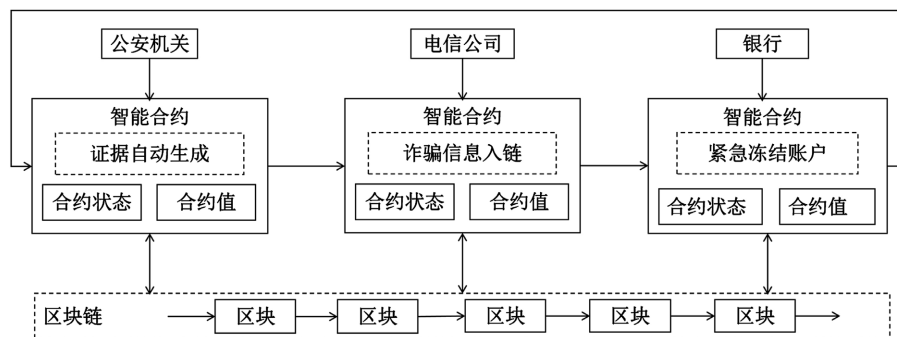 公安机关
电信公司
银行
智能合约
智能合约
智能合约
证据自动生成
诈骗信息入链
紧急冻结账户
合约状态
合约值
合约状态
合约值
合约状态
合约值
区块链
区块
区块
区块
区块
区块